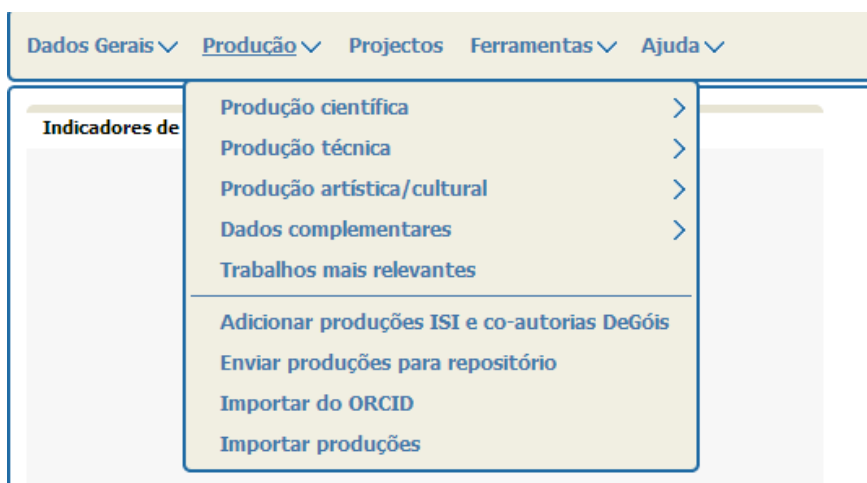 Dados Gerais Produção Projectos Ferramentas Ajuda
Indicadores de
Produção científica
Produção técnica
Produção artística/cultural
Dados complementares
Trabalhos mais relevantes
Adicionar produções ISI e co-autorias DeGóis
Enviar produções para repositório
Importar do ORCID
Importar produções